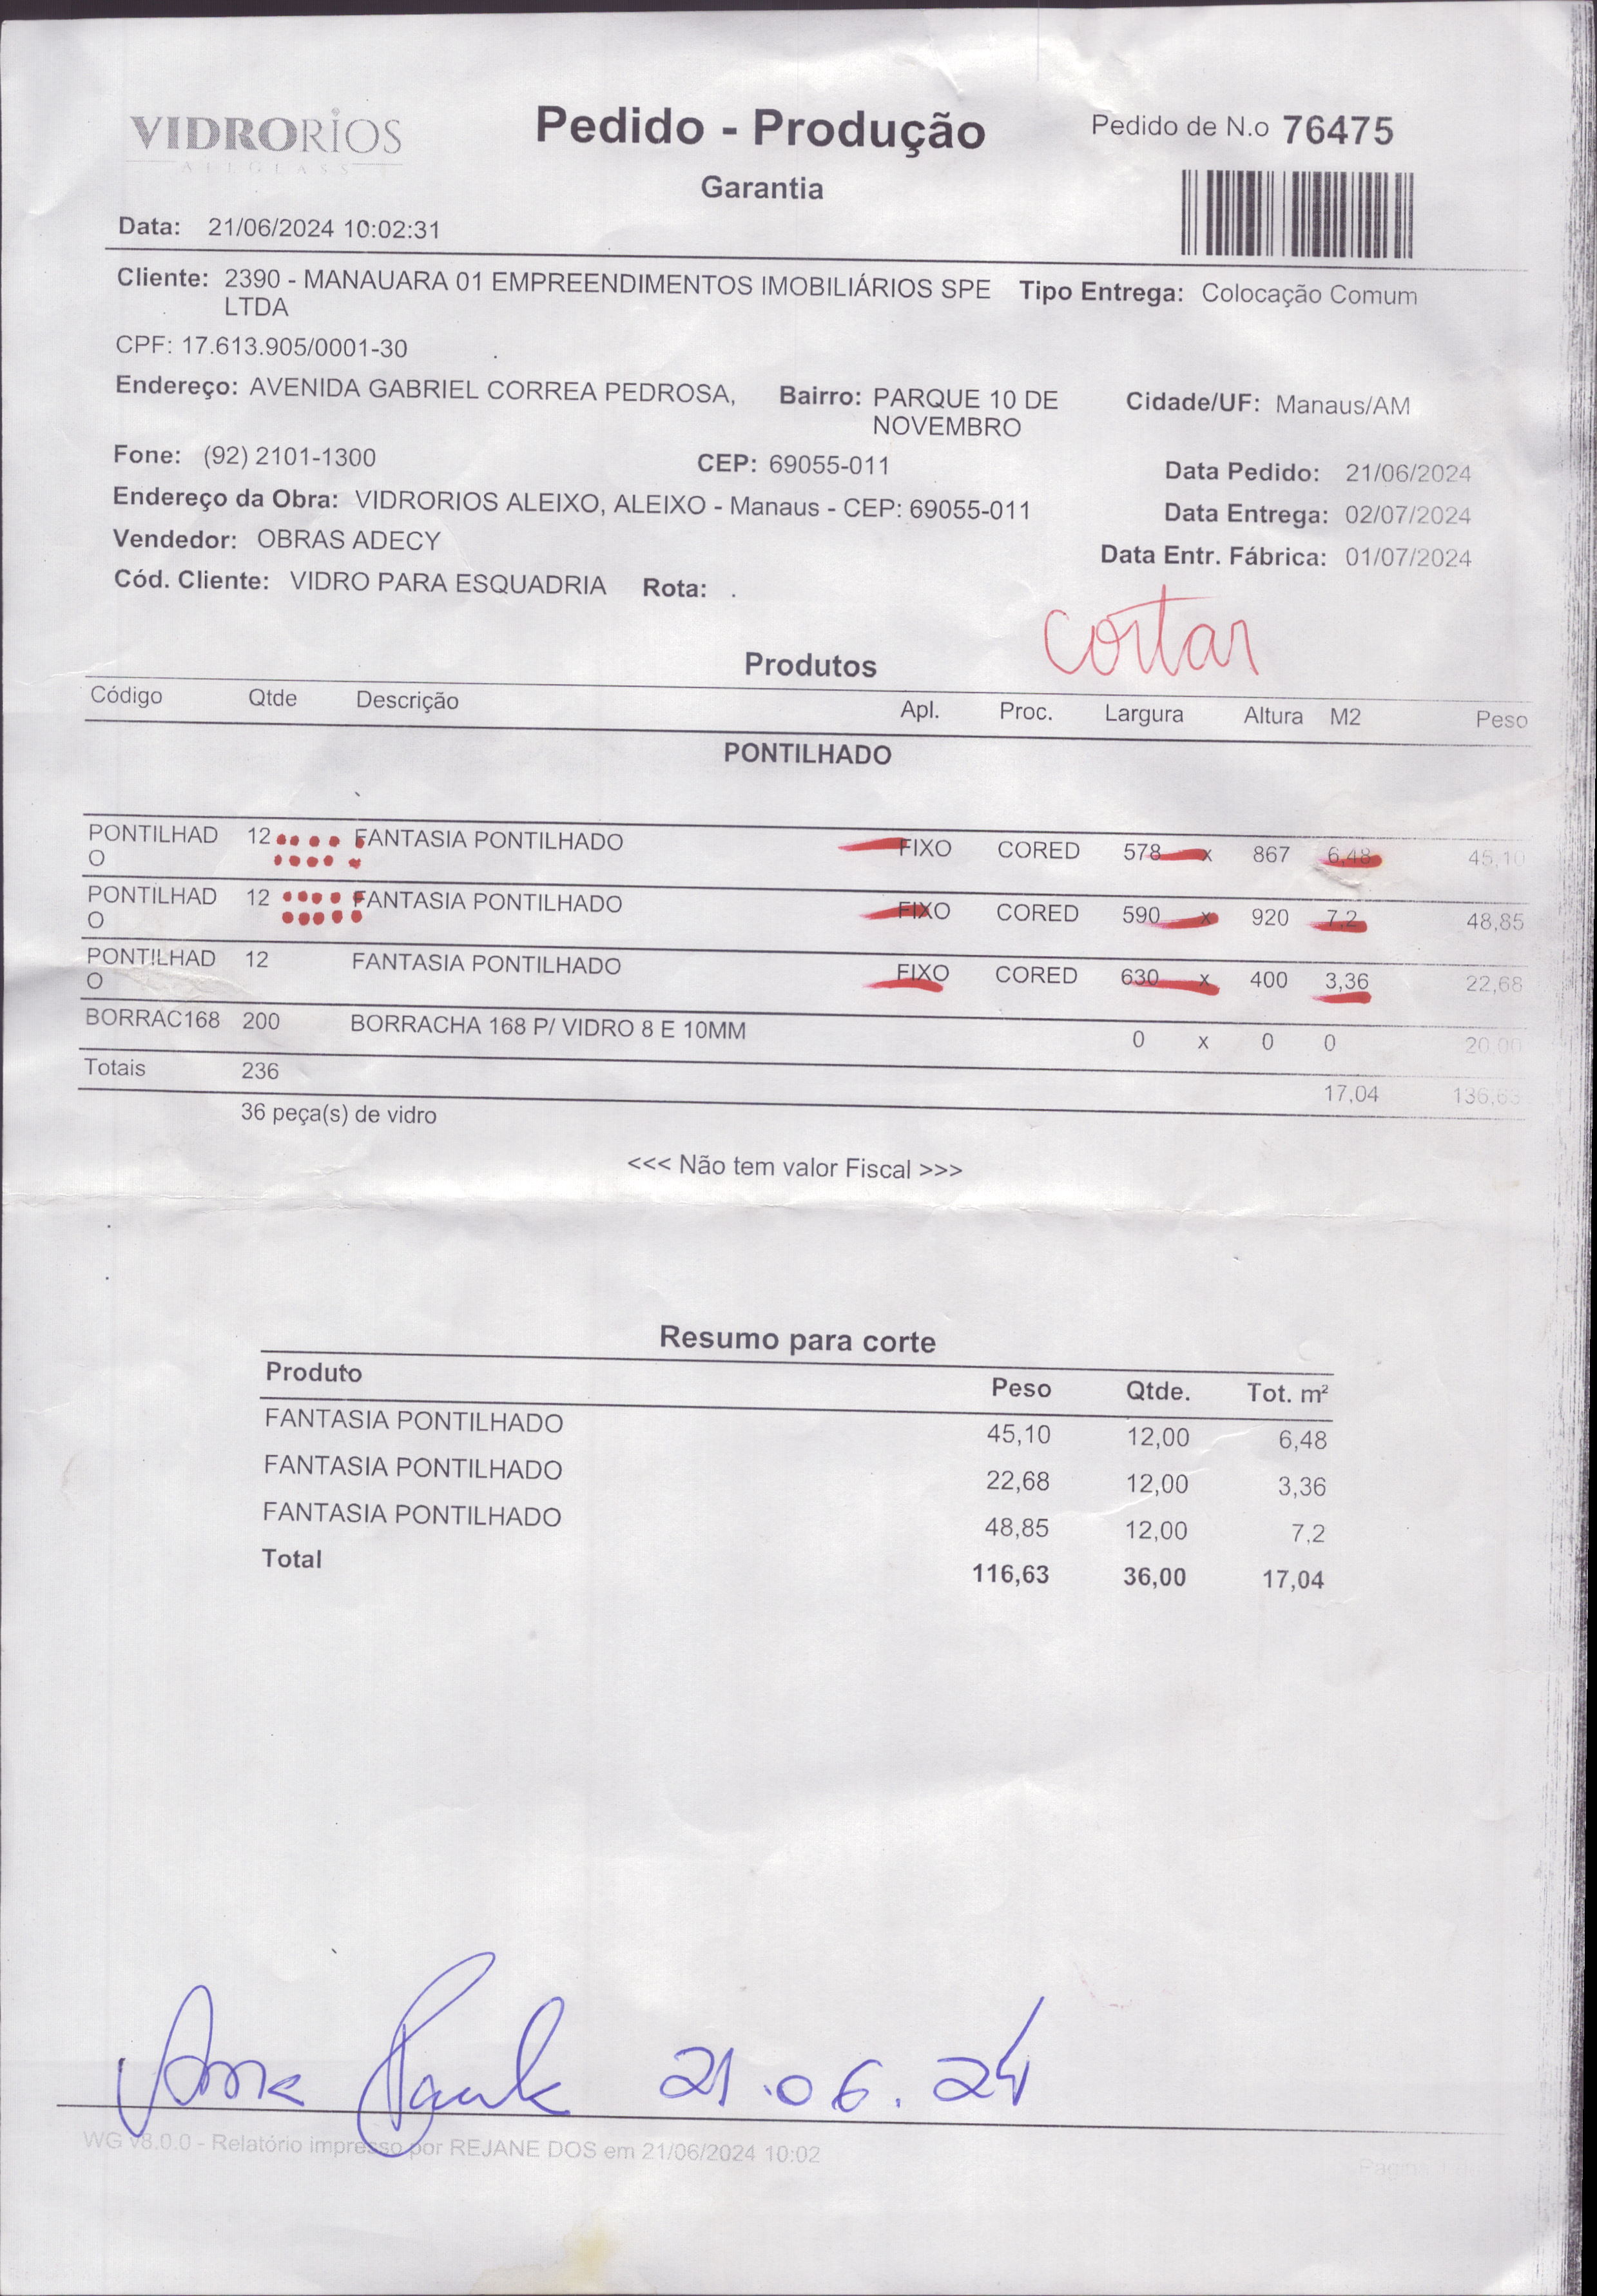 VIDRORIOS
ALLGLASS
Pedido - Produção
Pedido de N.o 76475
Garantia
Data: 21/06/2024 10:02:31
Cliente: 2390 - MANAUARA 01 EMPREENDIMENTOS IMOBILIÁRIOS SPE LTDA
Tipo Entrega: Colocação Comum
CPF: 17.613.905/0001-30
Endereço: AVENIDA GABRIEL CORREA PEDROSA,
Bairro: PARQUE 10 DE NOVEMBRO
Cidade/UF: Manaus/AM
Fone: (92) 2101-1300
CEP: 69055-011
Data Pedido: 21/06/2024
Endereço da Obra: VIDRORIOS ALEIXO, ALEIXO - Manaus - CEP: 69055-011
Data Entrega: 02/07/2024
Vendedor: OBRAS ADECY
Data Entr. Fábrica: 01/07/2024
Cód. Cliente: VIDRO PARA ESQUADRIA Rota: .
cortar
Produtos
Código Qtde Descrição Apl. Proc. Largura Altura M2 Peso
PONTILHADO
PONTILHADO 12 FANTASIA PONTILHADO FIXO CORED 578 x 867 6,48 45,10
PONTILHADO 12 FANTASIA PONTILHADO FIXO CORED 590 x 920 7,2 48,85
PONTILHADO 12 FANTASIA PONTILHADO FIXO CORED 630 x 400 3,36 22,68
BORRAC168 200 BORRACHA 168 P/ VIDRO 8 E 10MM 0 x 0 0 20,00
Totais 236 17,04 136,63
36 peça(s) de vidro
<<< Não tem valor Fiscal >>>
Resumo para corte
Produto Peso Qtde. Tot. m²
FANTASIA PONTILHADO 45,10 12,00 6,48
FANTASIA PONTILHADO 22,68 12,00 3,36
FANTASIA PONTILHADO 48,85 12,00 7,2
Total 116,63 36,00 17,04
Ana Paula 21.06.24
WG v8.0.0 - Relatório impresso por REJANE DOS em 21/06/2024 10:02